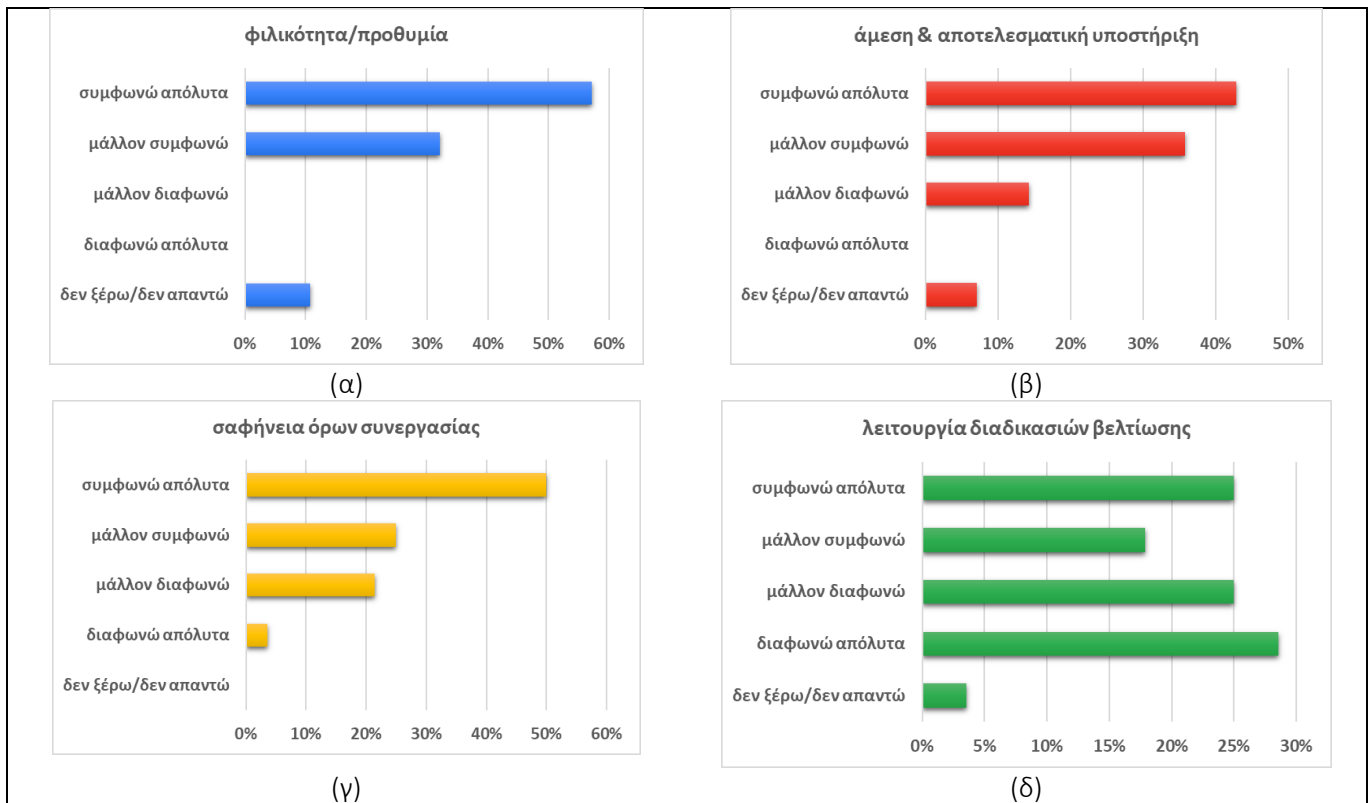 φιλικότητα/προθυμία
συμφωνώ απόλυτα
μάλλον συμφωνώ
μάλλον διαφωνώ
διαφωνώ απόλυτα
δεν ξέρω/δεν απαντώ
0% 10% 20% 30% 40% 50% 60%
(α)
άμεση & αποτελεσματική υποστήριξη
συμφωνώ απόλυτα
μάλλον συμφωνώ
μάλλον διαφωνώ
διαφωνώ απόλυτα
δεν ξέρω/δεν απαντώ
0% 10% 20% 30% 40% 50%
(β)
σαφήνεια όρων συνεργασίας
συμφωνώ απόλυτα
μάλλον συμφωνώ
μάλλον διαφωνώ
διαφωνώ απόλυτα
δεν ξέρω/δεν απαντώ
0% 10% 20% 30% 40% 50% 60%
(γ)
λειτουργία διαδικασιών βελτίωσης
συμφωνώ απόλυτα
μάλλον συμφωνώ
μάλλον διαφωνώ
διαφωνώ απόλυτα
δεν ξέρω/δεν απαντώ
0% 5% 10% 15% 20% 25% 30%
(δ)